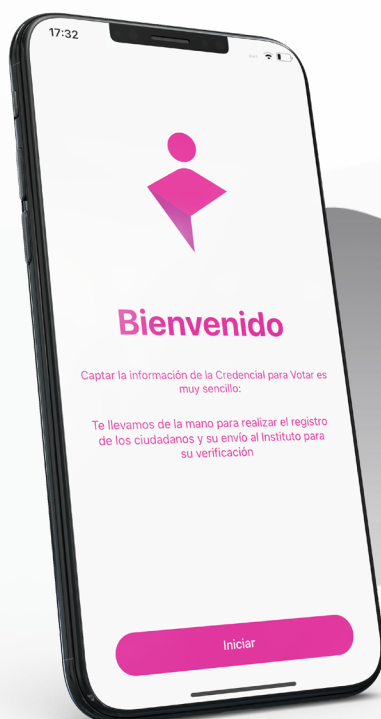 17:32
Bienvenido
Captar la información de la Credencial para Votar es
muy sencillo:
Te llevamos de la mano para realizar el registro
de los ciudadanos y su envío al Instituto para
su verificación
Iniciar